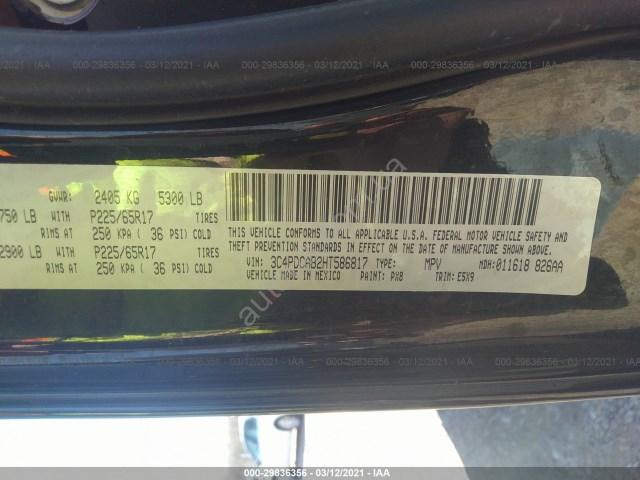 000-29836356 - 03/12/2021 - IAA
GVWR: 2405 KG 5300 LB
750 LB WITH P225/65R17 TIRES
RIMS AT 250 KPA ( 36 PSI) COLD
2900 LB WITH P225/65R17 TIRES
RIMS AT 250 KPA ( 36 PSI) COLD
THIS VEHICLE CONFORMS TO ALL APPLICABLE U.S.A. FEDERAL MOTOR VEHICLE SAFETY AND
THEFT PREVENTION STANDARDS IN EFFECT ON THE DATE OF MANUFACTURE SHOWN ABOVE.
VIN: 3C4PDCAB2HT586817 TYPE: MPV MDH: 011618 826AA
VEHICLE MADE IN MEXICO PAINT: PX8 TRIM: E5X9
000-29836356 - 03/12/2021 - IAA